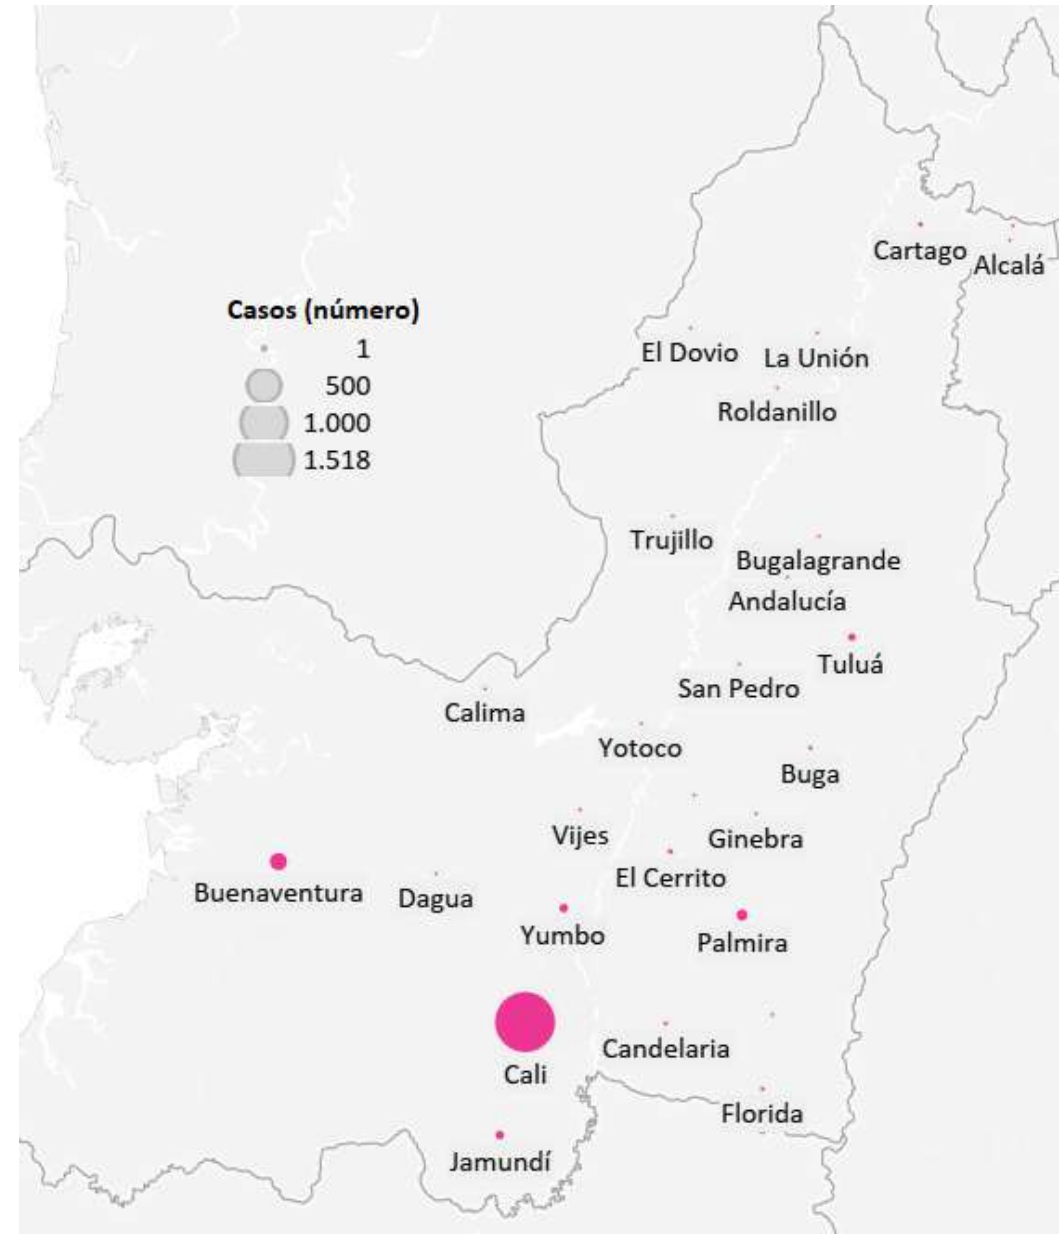 Cartago
Alcalá
Casos (número)
1
500
1.000
1.518
El Dovio
La Unión
Roldanillo
Trujillo
Bugalagrande
Andalucía
Tuluá
San Pedro
Calima
Yotoco
Buga
Vijes
Ginebra
El Cerrito
Buenaventura
Dagua
Yumbo
Palmira
Candelaria
Cali
Florida
Jamundí